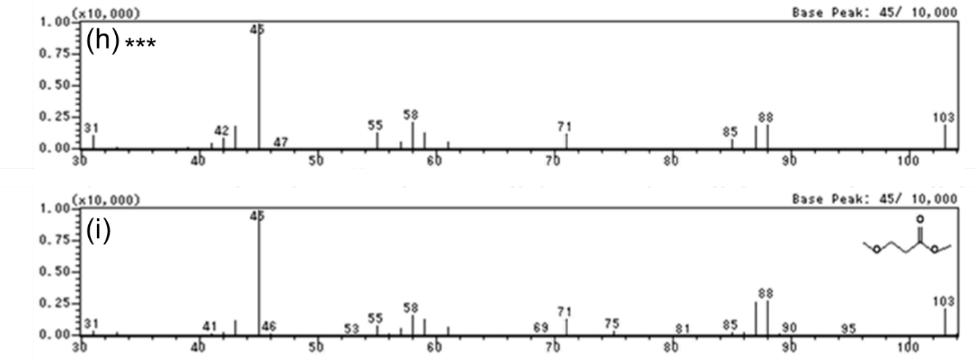 (x10,000) Base Peak: 45/ 10,000
1.00
(h) *** 45
0.75
0.50
0.25
31 42 47 55 58 71 85 88 103
0.00
30 40 50 60 70 80 90 100
(x10,000) Base Peak: 45/ 10,000
1.00
(i) 45
O
0.75
O O
0.50
0.25
31 41 46 53 55 58 69 71 75 81 85 88 90 95 103
0.00
30 40 50 60 70 80 90 100